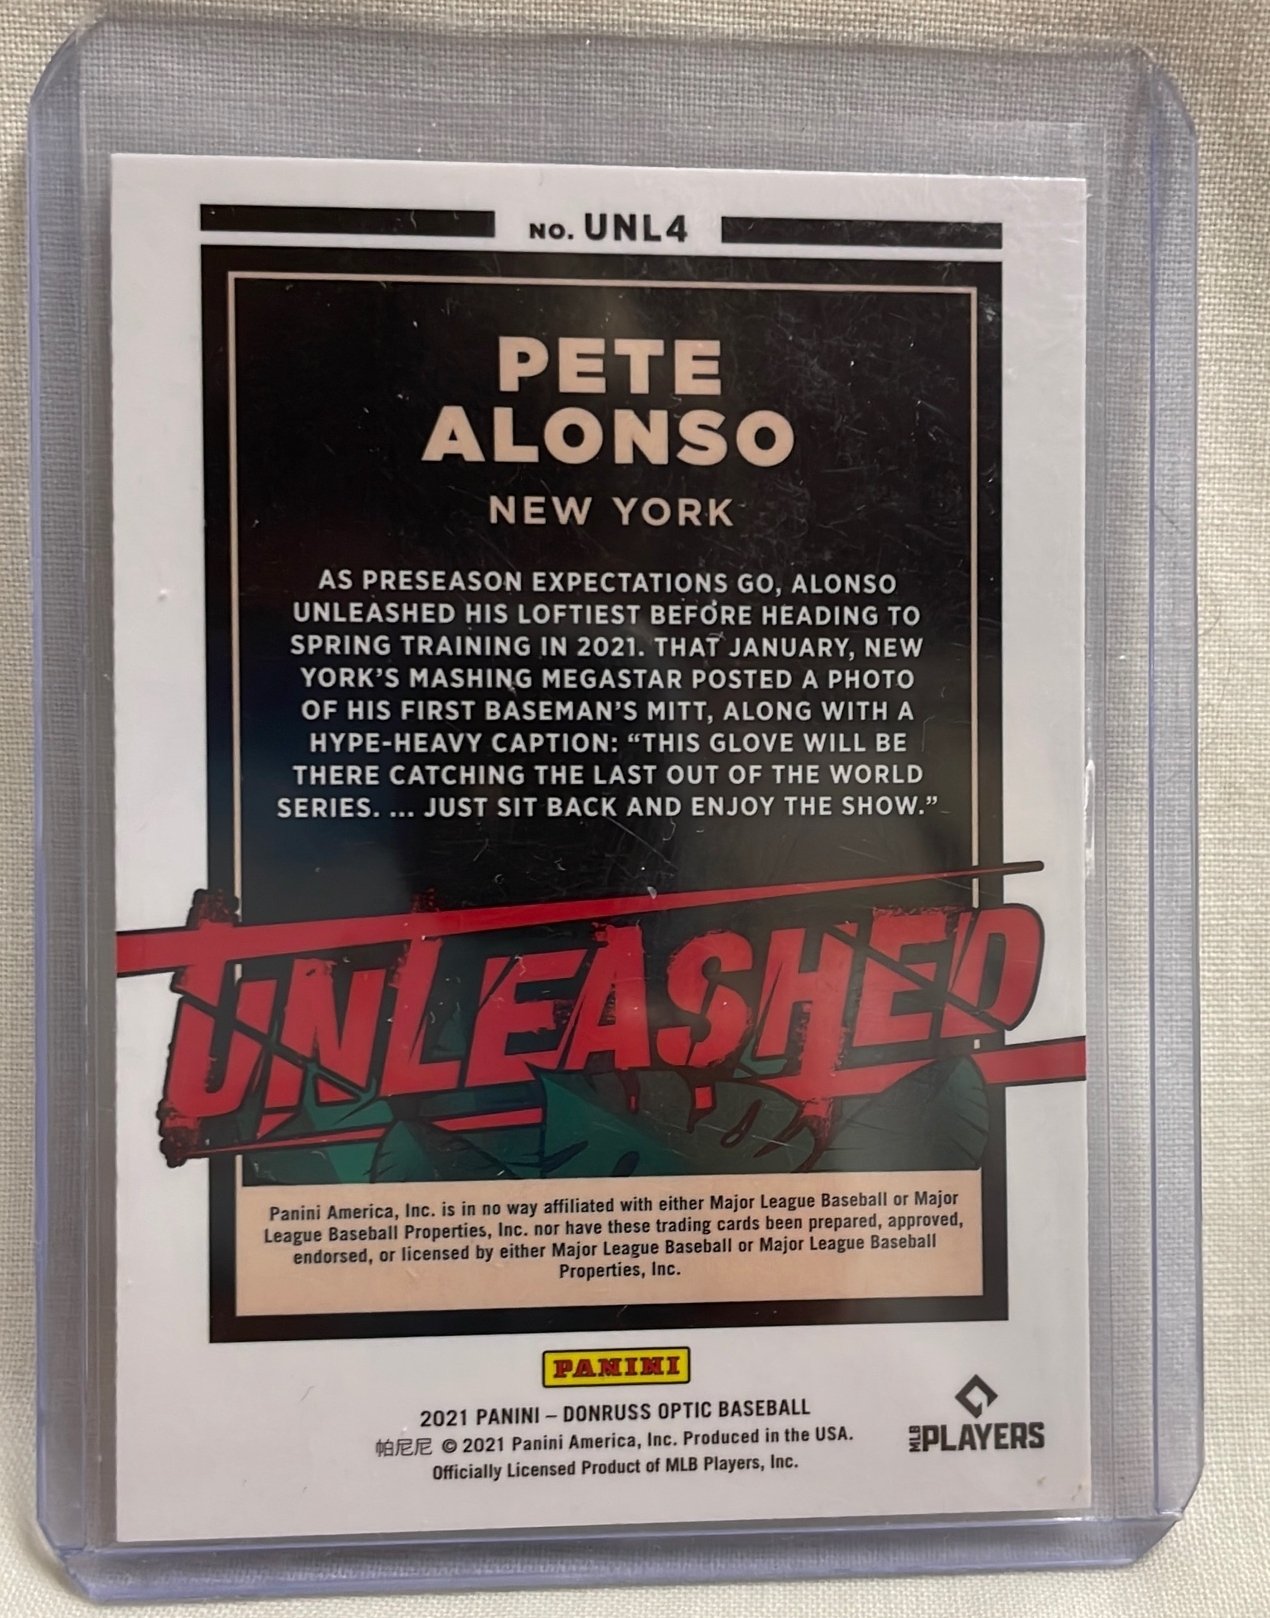 NO. UNL4
PETE
ALONSO
NEW YORK
AS PRESEASON EXPECTATIONS GO, ALONSO
UNLEASHED HIS LOFTIEST BEFORE HEADING TO
SPRING TRAINING IN 2021. THAT JANUARY, NEW
YORK'S MASHING MEGASTAR POSTED A PHOTO
OF HIS FIRST BASEMAN'S MITT, ALONG WITH A
HYPE-HEAVY CAPTION: “THIS GLOVE WILL BE
THERE CATCHING THE LAST OUT OF THE WORLD
SERIES. ... JUST SIT BACK AND ENJOY THE SHOW.”
UNLEASHED
Panini America, Inc. is in no way affiliated with either Major League Baseball or Major
League Baseball Properties, Inc. nor have these trading cards been prepared, approved,
endorsed, or licensed by either Major League Baseball or Major League Baseball
Properties, Inc.
PANINI
2021 PANINI – DONRUSS OPTIC BASEBALL
帕尼尼 © 2021 Panini America, Inc. Produced in the USA.
Officially Licensed Product of MLB Players, Inc.
MLB PLAYERS